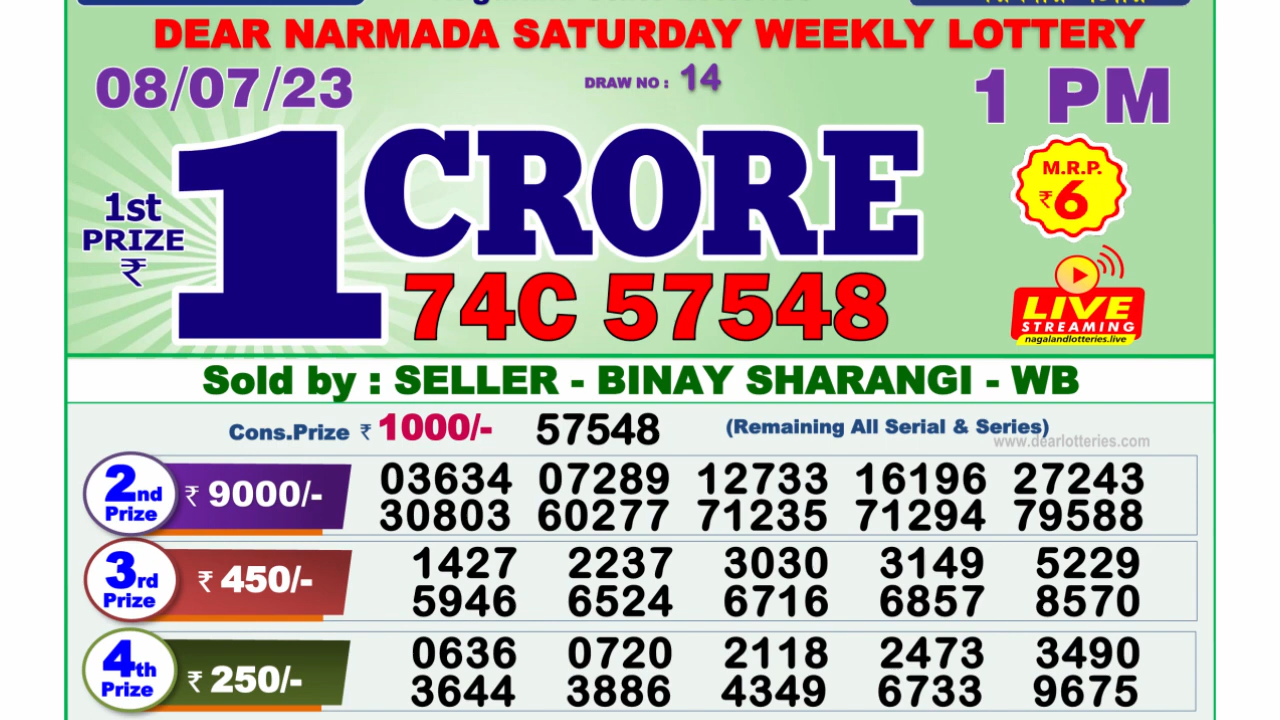 DEAR NARMADA SATURDAY WEEKLY LOTTERY
08/07/23
DRAW NO : 14
1 PM
1st
PRIZE
₹
1 CRORE
74C 57548
M.R.P.
₹6
LIVE
STREAMING
nagalandlotteries.live
Sold by : SELLER - BINAY SHARANGI - WB
Cons.Prize ₹ 1000/- 57548 (Remaining All Serial & Series)
www.dearlotteries.com
2nd Prize ₹ 9000/-
03634 07289 12733 16196 27243
30803 60277 71235 71294 79588
3rd Prize ₹ 450/-
1427 2237 3030 3149 5229
5946 6524 6716 6857 8570
4th Prize ₹ 250/-
0636 0720 2118 2473 3490
3644 3886 4349 6733 9675